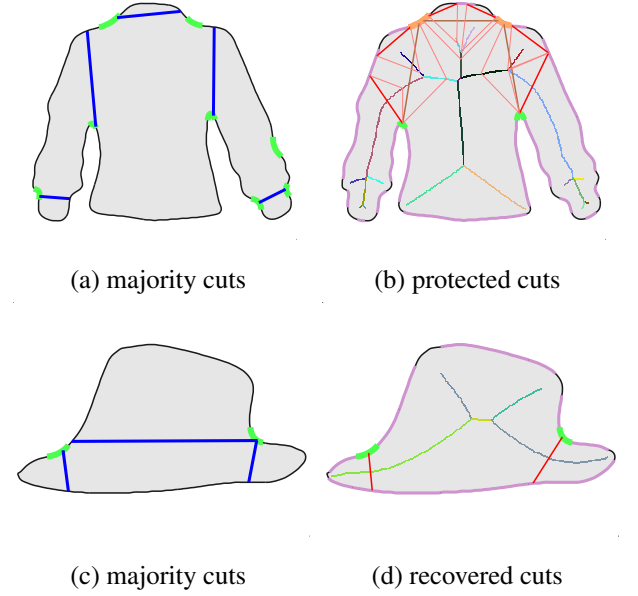 (a) majority cuts
(b) protected cuts
(c) majority cuts
(d) recovered cuts